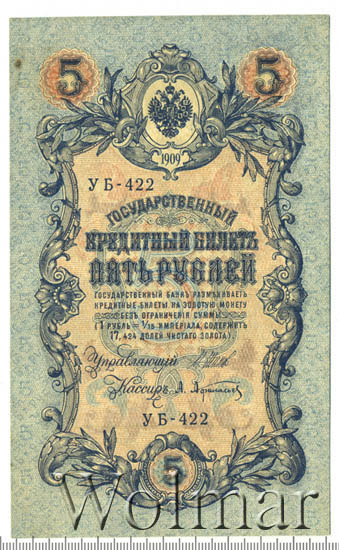 5 5
1909
УБ-422
ГОСУДАРСТВЕННЫЙ
КРЕДИТНЫЙ БИЛЕТЪ
ПЯТЬ РУБЛЕЙ
ГОСУДАРСТВЕННЫЙ БАНКЪ РАЗМѢНИВАЕТЪ
КРЕДИТНЫЕ БИЛЕТЫ НА ЗОЛОТУЮ МОНЕТУ
БЕЗЪ ОГРАНИЧЕНІЯ СУММЫ
(1 РУБЛЬ = 1/15 ИМПЕРІАЛА, СОДЕРЖИТЪ
17,424 ДОЛЕЙ ЧИСТАГО ЗОЛОТА)
Управляющій
Кассиръ
УБ-422
5
Wolmar